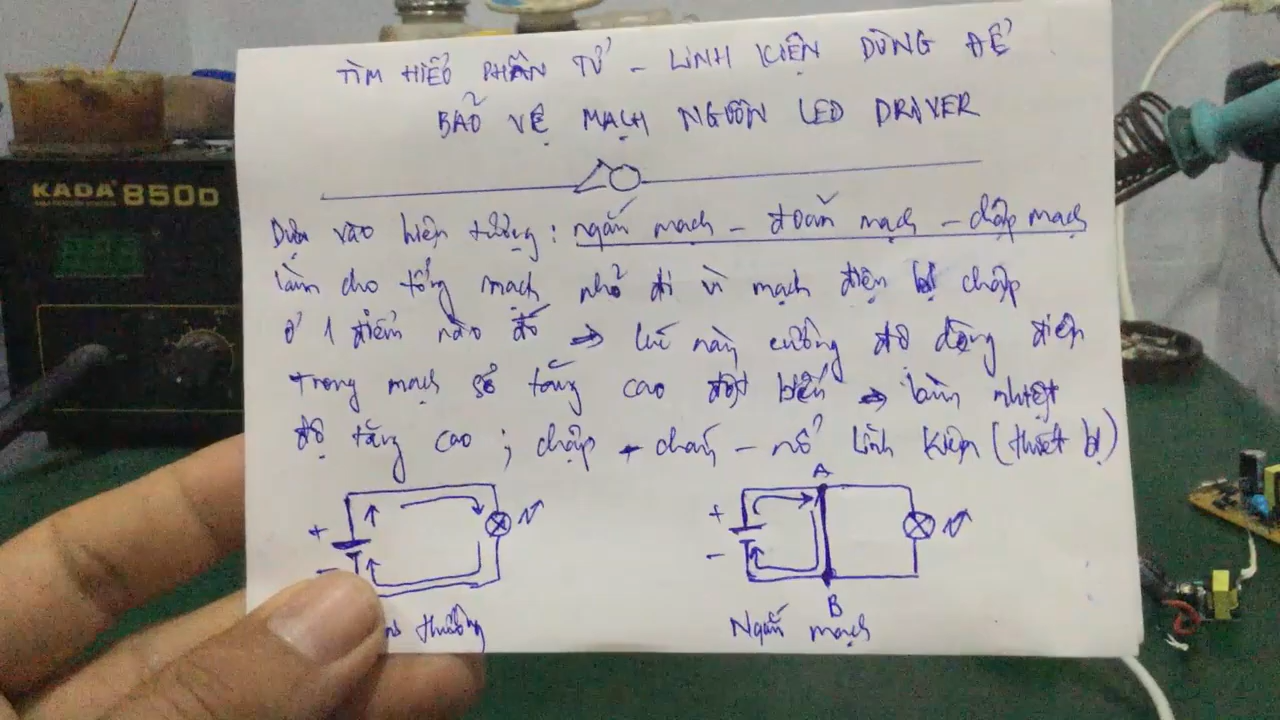 TÌM HIỂU PHẦN TỬ - LINH KIỆN DÙNG ĐỂ
BẢO VỆ MẠCH NGUỒN LED DRIVER
KADA 850D
Dựa vào hiện tượng: ngắn mạch - đoản mạch - chập mạch
làm cho tổng mạch nhỏ đi vì mạch điện bị chập
ở 1 điểm nào đó => lúc này cường độ dòng điện
trong mạch sẽ tăng cao đột biến => làm nhiệt
độ tăng cao; chập - cháy - nổ linh kiện (thiết bị)
+
-
thường
A
+
-
B
Ngắn mạch